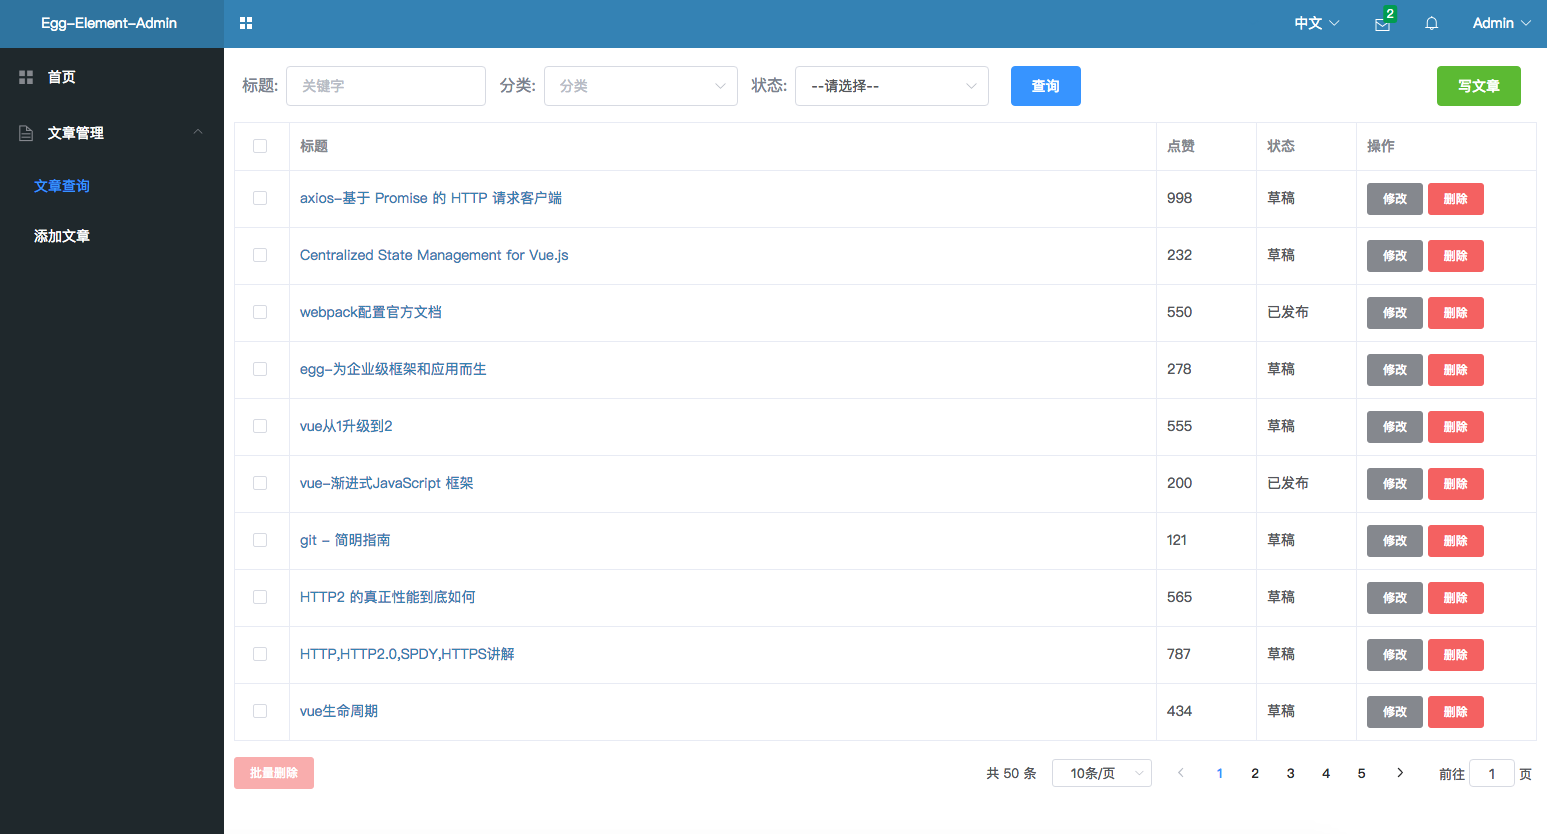 Egg-Element-Admin
中文
2
Admin
首页
文章管理
文章查询
添加文章
标题: 关键字 分类: 分类 状态: --请选择-- 查询 写文章
标题 点赞 状态 操作
axios-基于 Promise 的 HTTP 请求客户端 998 草稿 修改 删除
Centralized State Management for Vue.js 232 草稿 修改 删除
webpack配置官方文档 550 已发布 修改 删除
egg-为企业级框架和应用而生 278 草稿 修改 删除
vue从1升级到2 555 草稿 修改 删除
vue-渐进式JavaScript 框架 200 已发布 修改 删除
git - 简明指南 121 草稿 修改 删除
HTTP2 的真正性能到底如何 565 草稿 修改 删除
HTTP,HTTP2.0,SPDY,HTTPS讲解 787 草稿 修改 删除
vue生命周期 434 草稿 修改 删除
批量删除 共 50 条 10条/页 1 2 3 4 5 前往 1 页